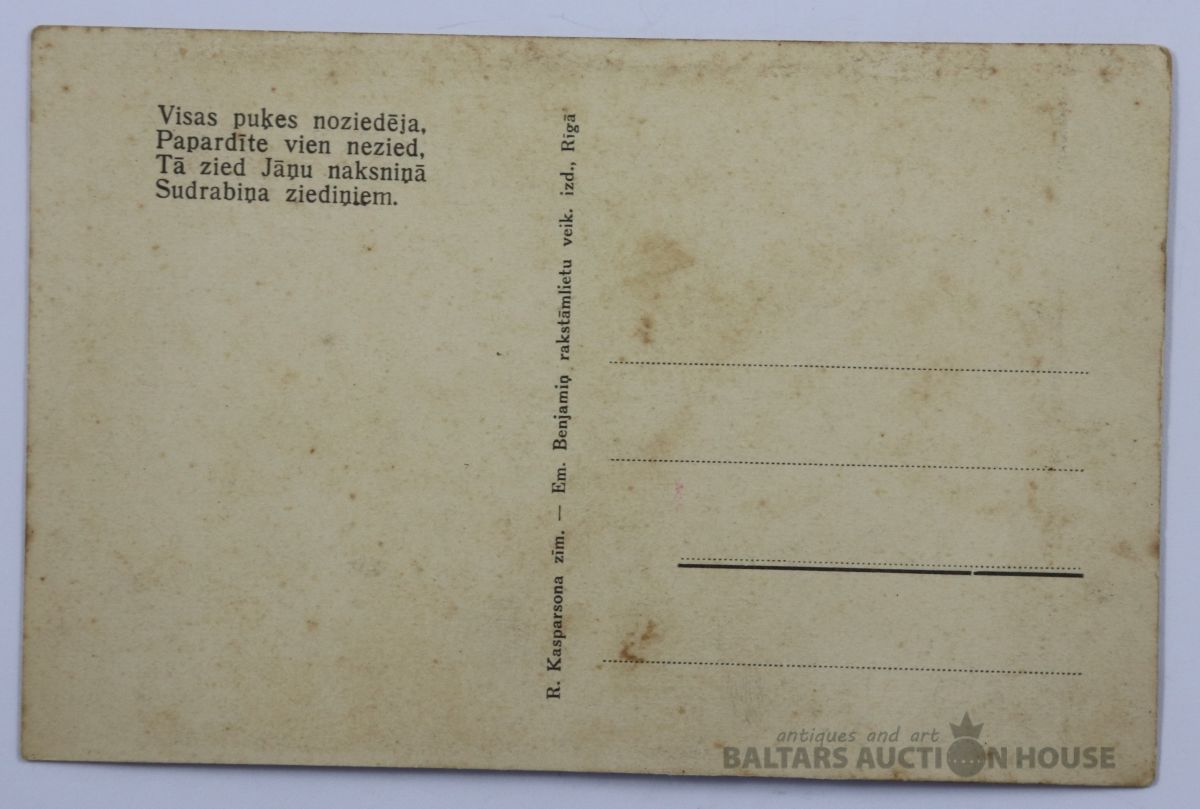 Visas puķes noziedēja,
Papardīte vien nezied,
Tā zied Jāņu naksniņā
Sudrabiņa ziediņiem.
R. Kasparsona zīm. — Em. Benjamiņ rakstāmlietu veik. izd., Rīgā
antiques and art
BALTARS AUCTION HOUSE